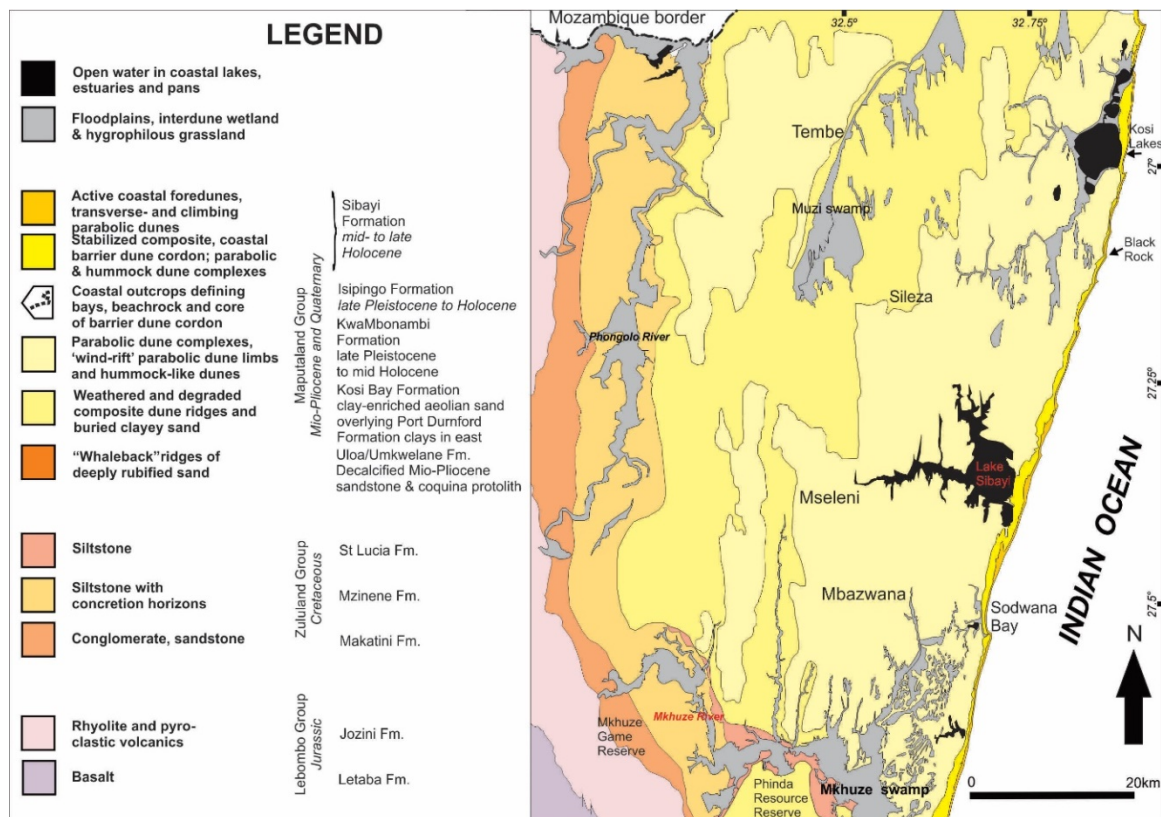 LEGEND
Open water in coastal lakes,
estuaries and pans
Floodplains, interdune wetland
& hygrophilous grassland
Active coastal foredunes,
transverse- and climbing
parabolic dunes
Stabilized composite, coastal
barrier dune cordon; parabolic
& hummock dune complexes
Coastal outcrops defining
bays, beachrock and core
of barrier dune cordon
Parabolic dune complexes,
‘wind-rift’ parabolic dune limbs
and hummock-like dunes
Weathered and degraded
composite dune ridges and
buried clayey sand
“Whaleback”ridges of
deeply rubified sand
Siltstone
Siltstone with
concretion horizons
Conglomerate, sandstone
Rhyolite and pyro-
clastic volcanics
Basalt
Maputaland Group
Mio-Pliocene and Quaternary
Sibayi
Formation
mid- to late
Holocene
Isipingo Formation
late Pleistocene to Holocene
KwaMbonambi
Formation
late Pleistocene
to mid Holocene
Kosi Bay Formation
clay-enriched aeolian sand
overlying Port Durnford
Formation clays in east
Uloa/Umkwelane Fm.
Decalcified Mio-Pliocene
sandstone & coquina protolith
Zululand Group
Cretaceous
St Lucia Fm.
Mzinene Fm.
Makatini Fm.
Lebombo Group
Jurassic
Jozini Fm.
Letaba Fm.
Mozambique border
32.5
32.75
Tembe
Kosi
Lakes
27º
Muzi swamp
Black
Rock
Sileza
Phongolo River
27.25
Lake
Sibayi
Mseleni
INDIAN OCEAN
Mbazwana
Sodwana
Bay
27.5
N
Mkhuze River
Mkhuze
Game
Reserve
Phinda
Resource
Reserve
Mkhuze swamp
0
20km